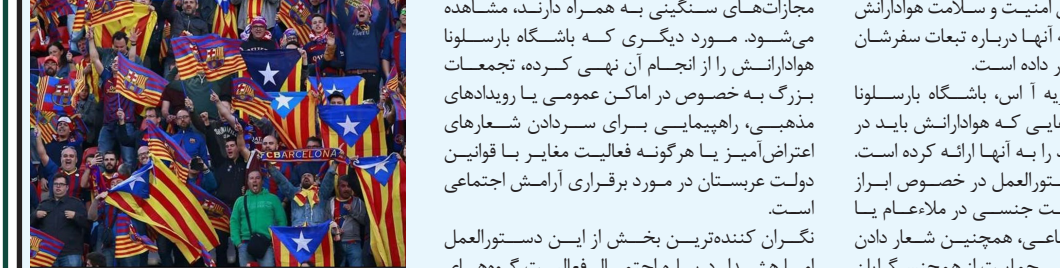 امنیت و سلامت هوادارانش
آنها درباره تبعات سفرشان
داده است.
آ اس، باشگاه بارسلونا
که هوادارانش باید در
را به آنها ارائه کرده است.
در خصوص ابراز
جنسی در ملاءعام یا
همچنین شعار دادن
مجازات‌های سنگینی به همراه دارند، مشاهده
می‌شود. مورد دیگری که باشگاه بارسلونا
هوادارانش را از انجام آن نهی کرده، تجمعات
بزرگ به خصوص در اماکن عمومی یا رویدادهای
مذهبی، راهپیمایی برای سردادن شعارهای
اعتراض‌آمیز یا هرگونه فعالیت مغایر با قوانین
دولت عربستان در مورد برقراری آرامش اجتماعی
است.
نگران کننده‌ترین بخش از این دستورالعمل
FCBARCELONA